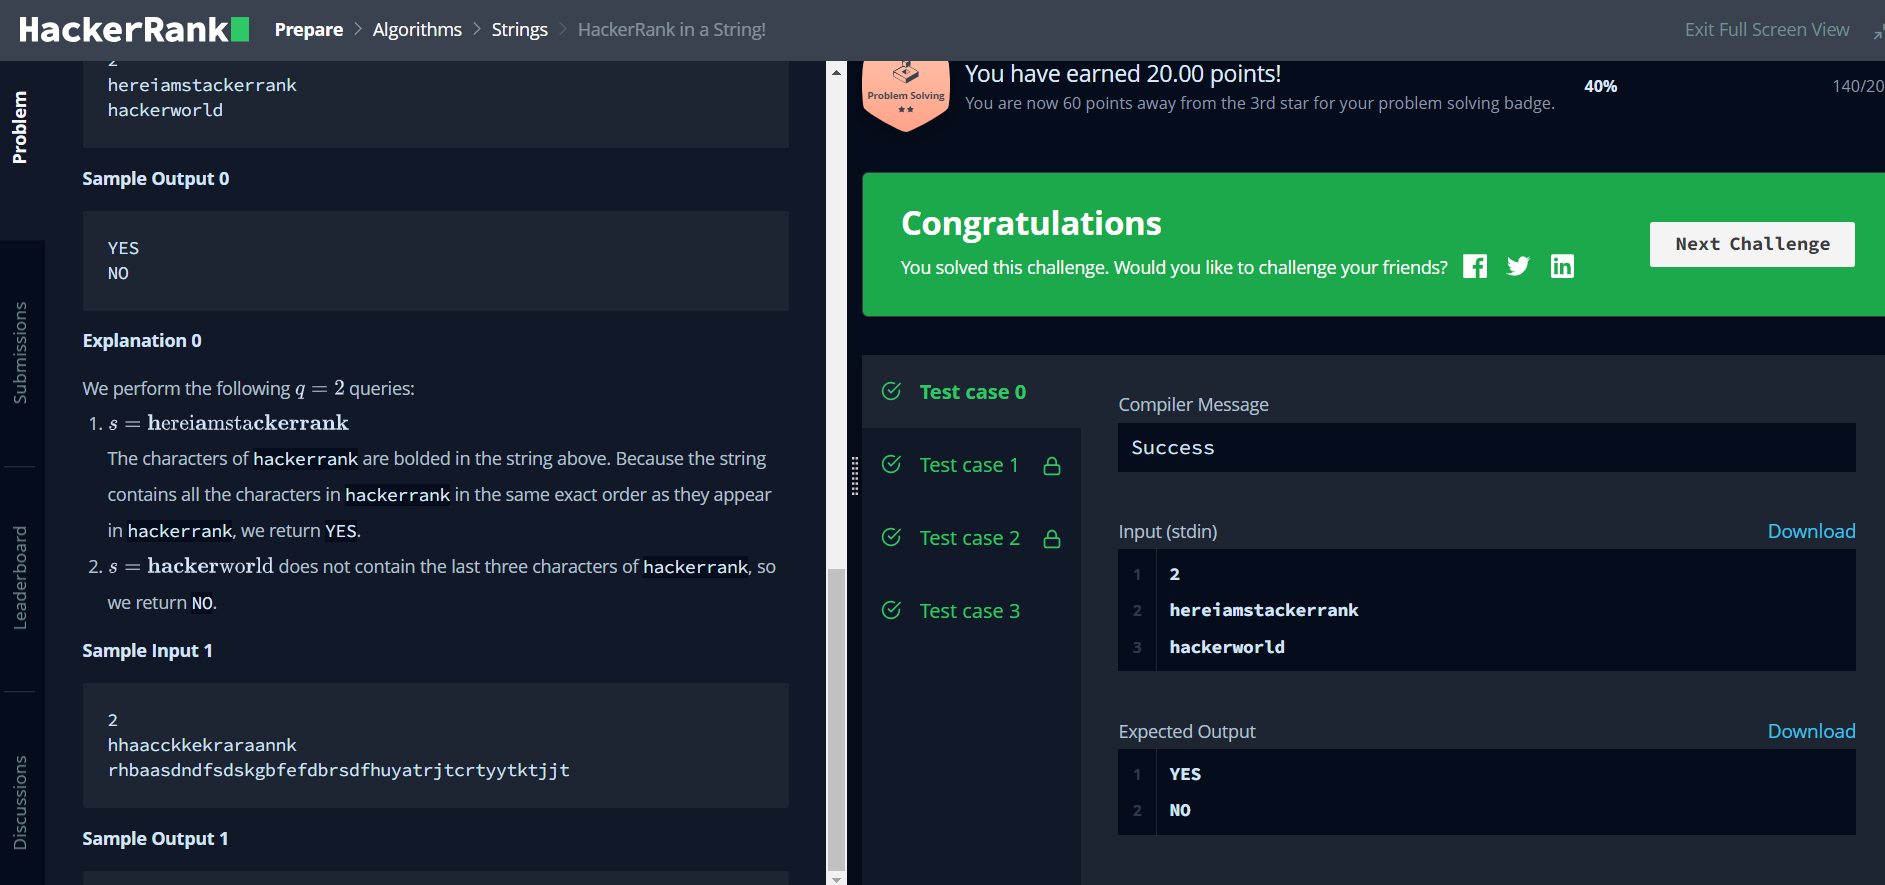 HackerRank
Prepare > Algorithms > Strings > HackerRank in a String!
Exit Full Screen View
Problem
Submissions
Leaderboard
Discussions
2
hereiamstackerrank
hackerworld
Sample Output 0
YES
NO
Explanation 0
We perform the following q = 2 queries:
1. s = hereiamstackerrank
The characters of hackerrank are bolded in the string above. Because the string
contains all the characters in hackerrank in the same exact order as they appear
in hackerrank, we return YES.
2. s = hackerworld does not contain the last three characters of hackerrank, so
we return NO.
Sample Input 1
2
hhaacckkekraraannk
rhbaasdndfsdskgbfefdbrsdfhuyatrjtcrtyytktjjt
Sample Output 1
Problem Solving
You have earned 20.00 points!
You are now 60 points away from the 3rd star for your problem solving badge.
40%
140/20
Congratulations
You solved this challenge. Would you like to challenge your friends?
Next Challenge
Test case 0
Test case 1
Test case 2
Test case 3
Compiler Message
Success
Input (stdin)
Download
1 2
2 hereiamstackerrank
3 hackerworld
Expected Output
Download
1 YES
2 NO